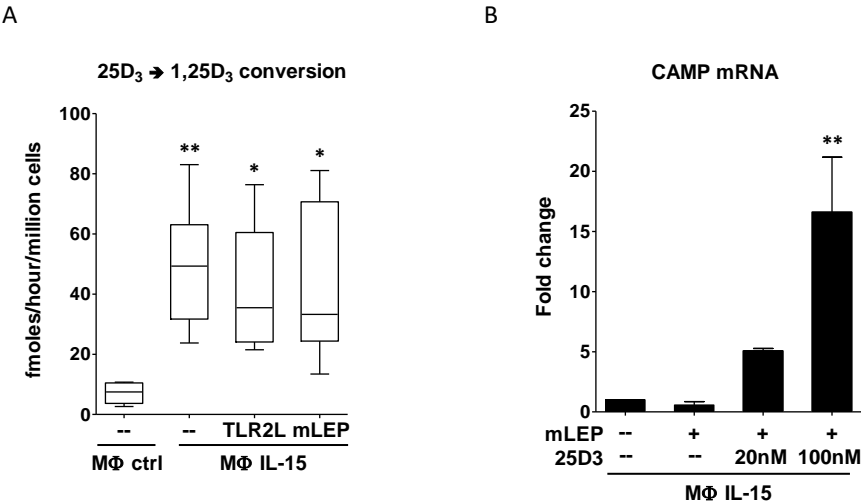 A
25D₃ ➔ 1,25D₃ conversion
fmoles/hour/million cells
100
80
60
40
20
0
**
*
*
-- -- TLR2L mLEP
MΦ ctrl MΦ IL-15
B
CAMP mRNA
Fold change
25
20
15
10
5
0
**
mLEP -- + + +
25D3 -- -- 20nM 100nM
MΦ IL-15